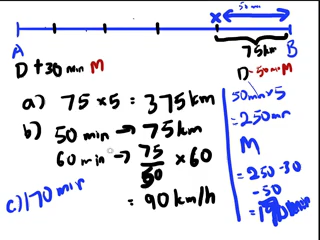 50 min
x
A
75km
B
D + 30 min M
D - 50 min M
a) 75 x 5 = 375 km
50min x 5
= 250 min
b) 50 min → 75 km
60 min → 75/50 x 60
= 90 km/h
M
= 250 - 30
- 50
c) 170 min